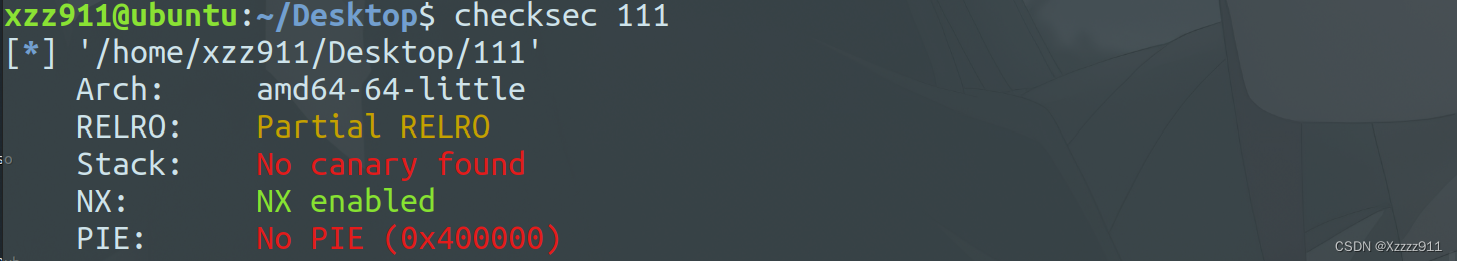 xzz911@ubuntu:~/Desktop$ checksec 111
[*] '/home/xzz911/Desktop/111'
Arch: amd64-64-little
RELRO: Partial RELRO
Stack: No canary found
NX: NX enabled
PIE: No PIE (0x400000)
CSDN @Xzzzz911